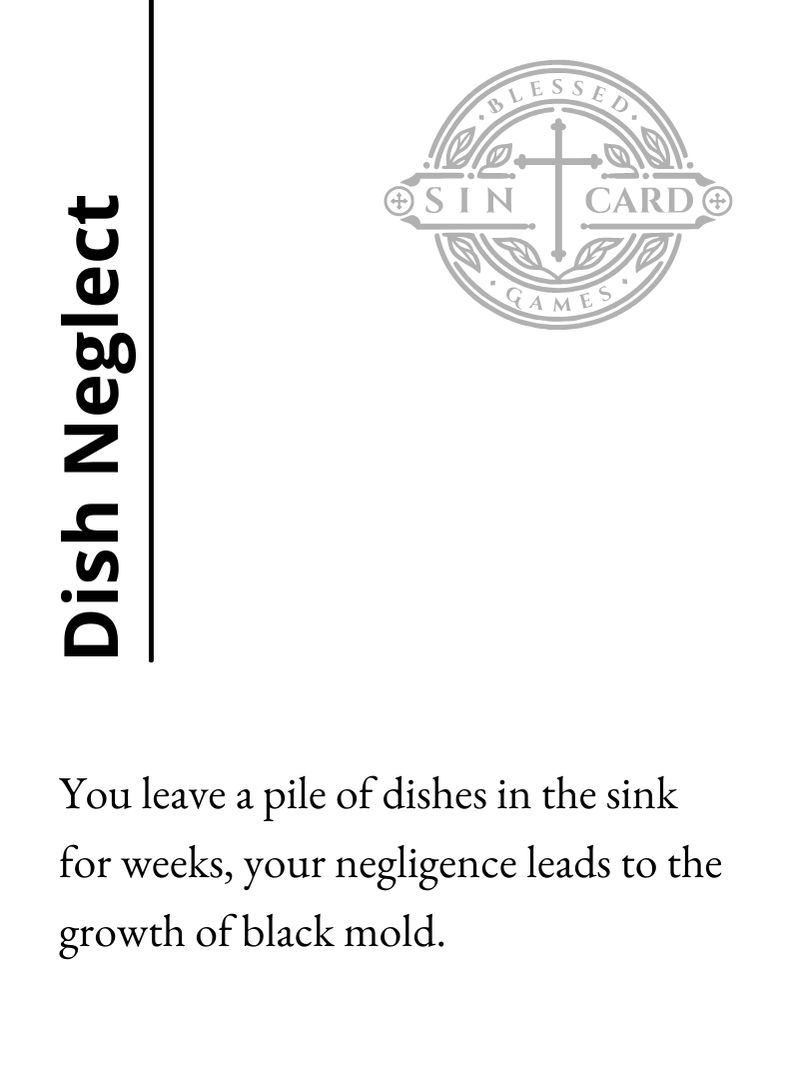 Dish Neglect
BLESSED
SIN CARD
GAMES
You leave a pile of dishes in the sink
for weeks, your negligence leads to the
growth of black mold.